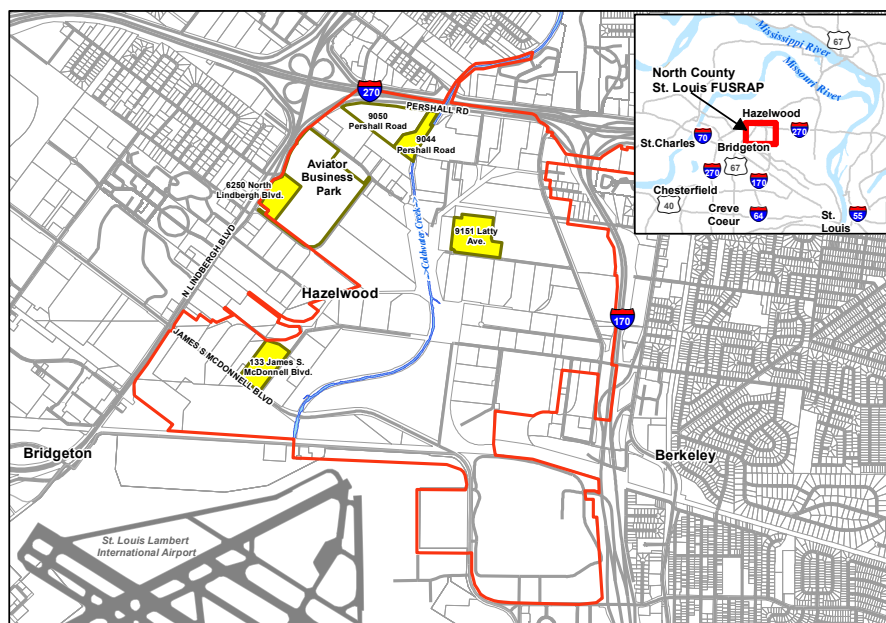 270
PERSHALL RD
9050
Pershall Road
9044
Pershall Road
Aviator
Business
Park
6250 North
Lindbergh Blvd.
N LINDBERGH BLVD
9151 Latty
Ave.
->Coldwater Creek->
Hazelwood
170
JAMES S MCDONNELL BLVD
133 James S.
McDonnell Blvd.
Bridgeton
Berkeley
St. Louis Lambert
International Airport
Mississippi River
67
Missouri River
North County
St. Louis FUSRAP
Hazelwood
St.Charles
70
270
Bridgeton
270
67
170
Chesterfield
40
Creve
Coeur
64
St.
Louis
55